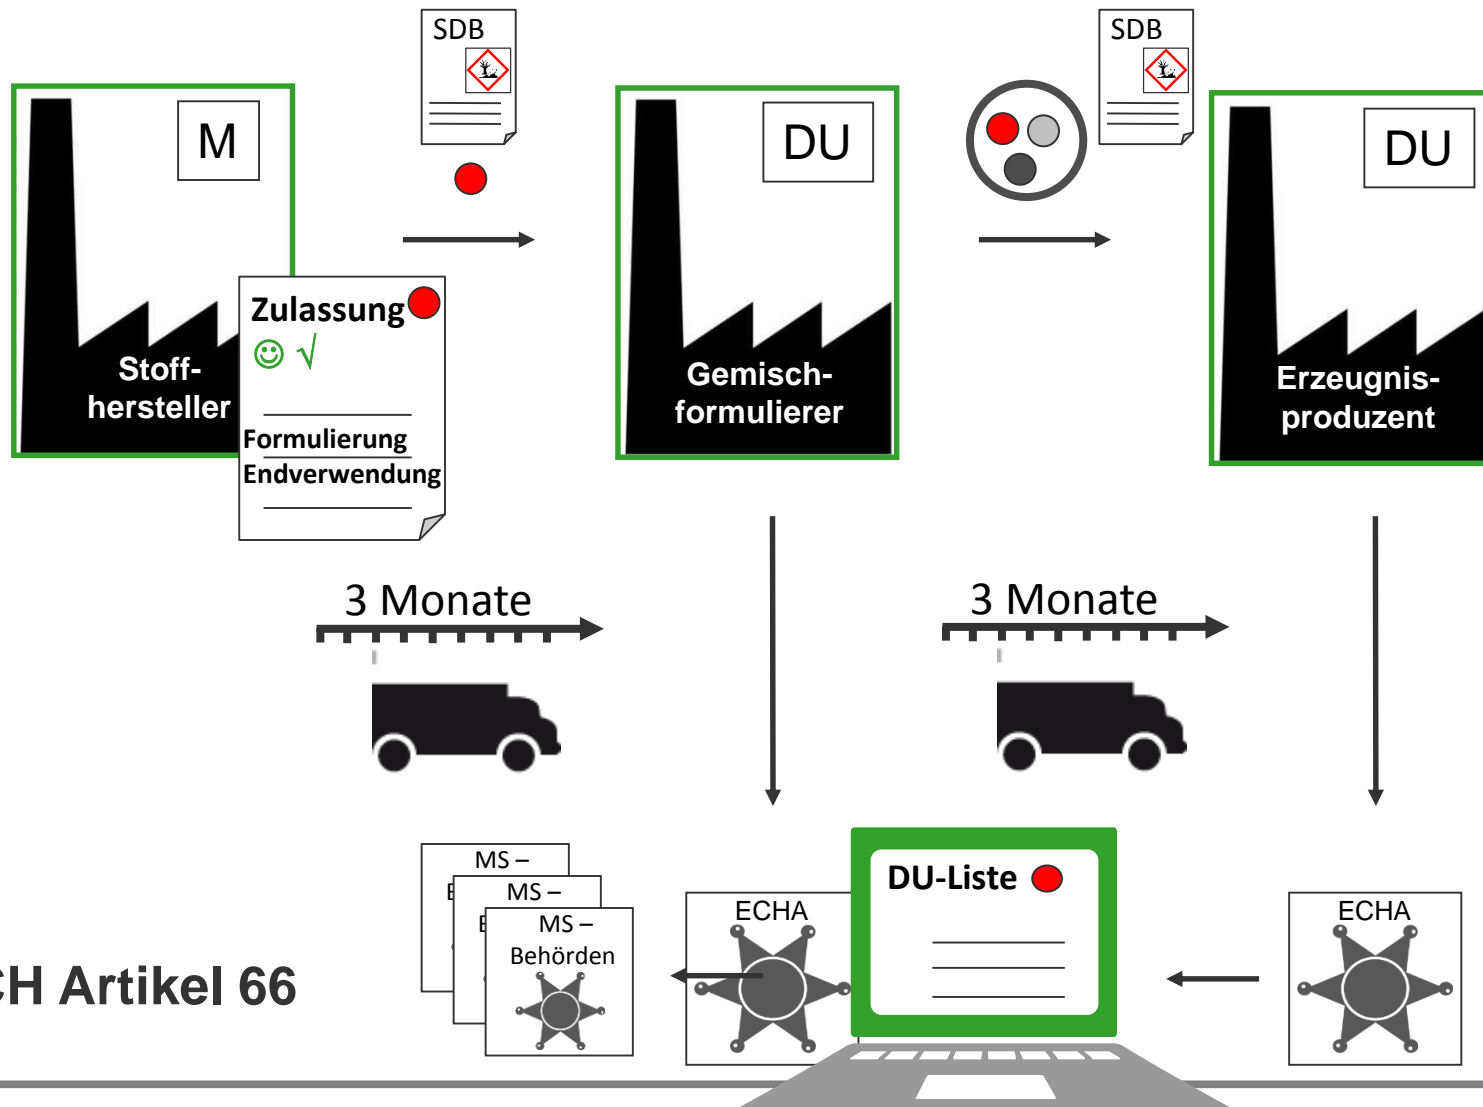 SDB
SDB
M
DU
DU
Zulassung
√
Stoff-
hersteller
Gemisch-
formulierer
Erzeugnis-
produzent
Formulierung
Endverwendung
3 Monate
3 Monate
MS –
MS –
MS –
Behörden
ECHA
DU-Liste
ECHA
CH Artikel 66